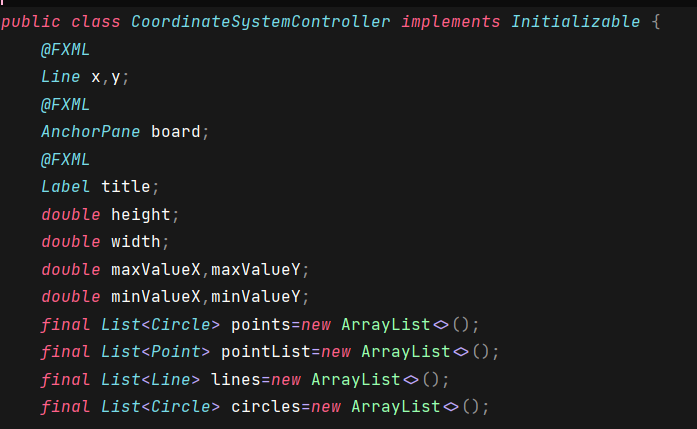 public class CoordinateSystemController implements Initializable {
    @FXML
    Line x,y;
    @FXML
    AnchorPane board;
    @FXML
    Label title;
    double height;
    double width;
    double maxValueX,maxValueY;
    double minValueX,minValueY;
    final List<Circle> points=new ArrayList<>();
    final List<Point> pointList=new ArrayList<>();
    final List<Line> lines=new ArrayList<>();
    final List<Circle> circles=new ArrayList<>();